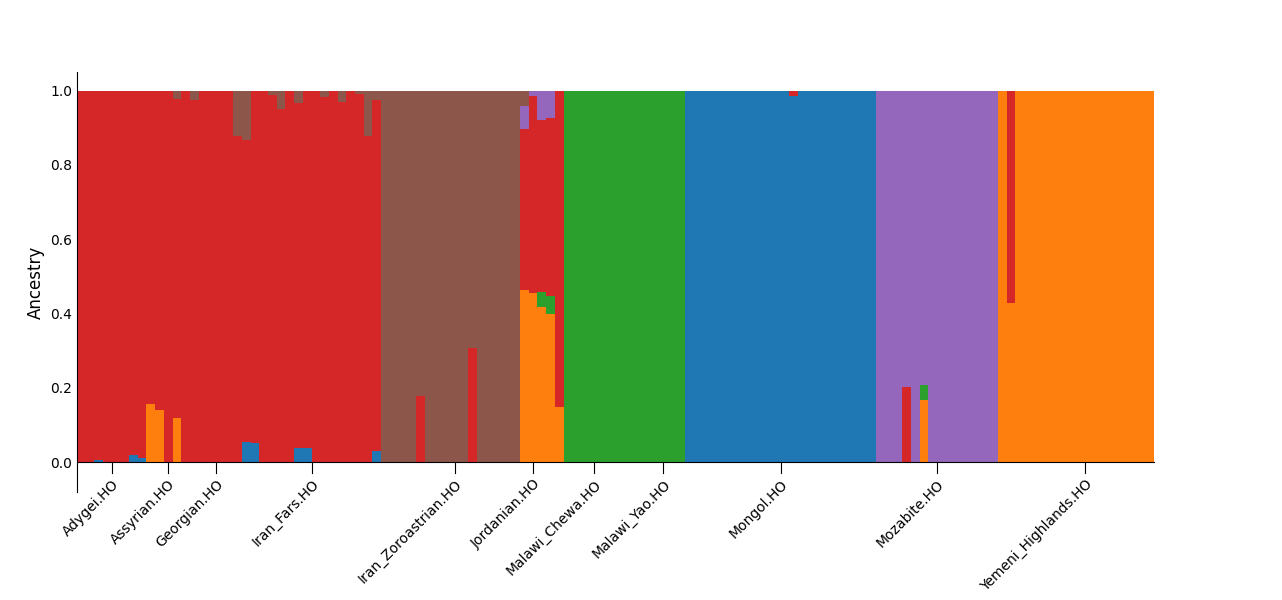 1.0
0.8
0.6
0.4
0.2
0.0
Ancestry
Adygei.HO
Assyrian.HO
Georgian.HO
Iran_Fars.HO
Iran_Zoroastrian.HO
Jordanian.HO
Malawi_Chewa.HO
Malawi_Yao.HO
Mongol.HO
Mozabite.HO
Yemeni_Highlands.HO